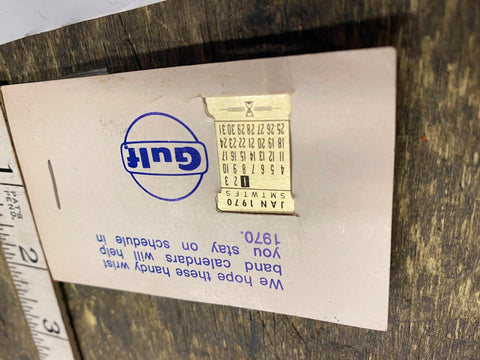 We hope these handy wrist
band calendars will help
you stay on schedule in
1970.
JAN 1970
S M T W T F S
1 2 3
4 5 6 7 8 9 10
11 12 13 14 15 16 17
18 19 20 21 22 23 24
25 26 27 28 29 30 31
Gulf
1
PAT'S
PEND.
2
3